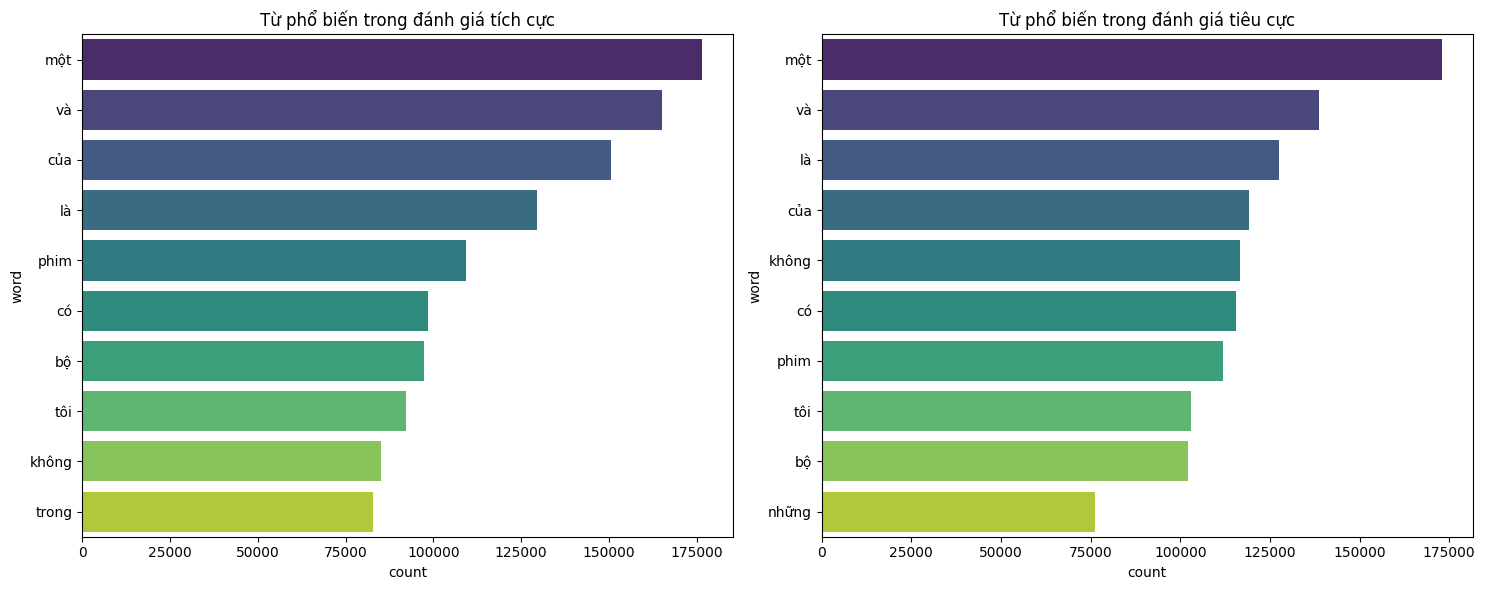 Từ phổ biến trong đánh giá tích cực
một
và
của
là
phim
có
bộ
tôi
không
trong
word
0 25000 50000 75000 100000 125000 150000 175000
count
Từ phổ biến trong đánh giá tiêu cực
một
và
là
của
không
có
phim
tôi
bộ
những
word
0 25000 50000 75000 100000 125000 150000 175000
count